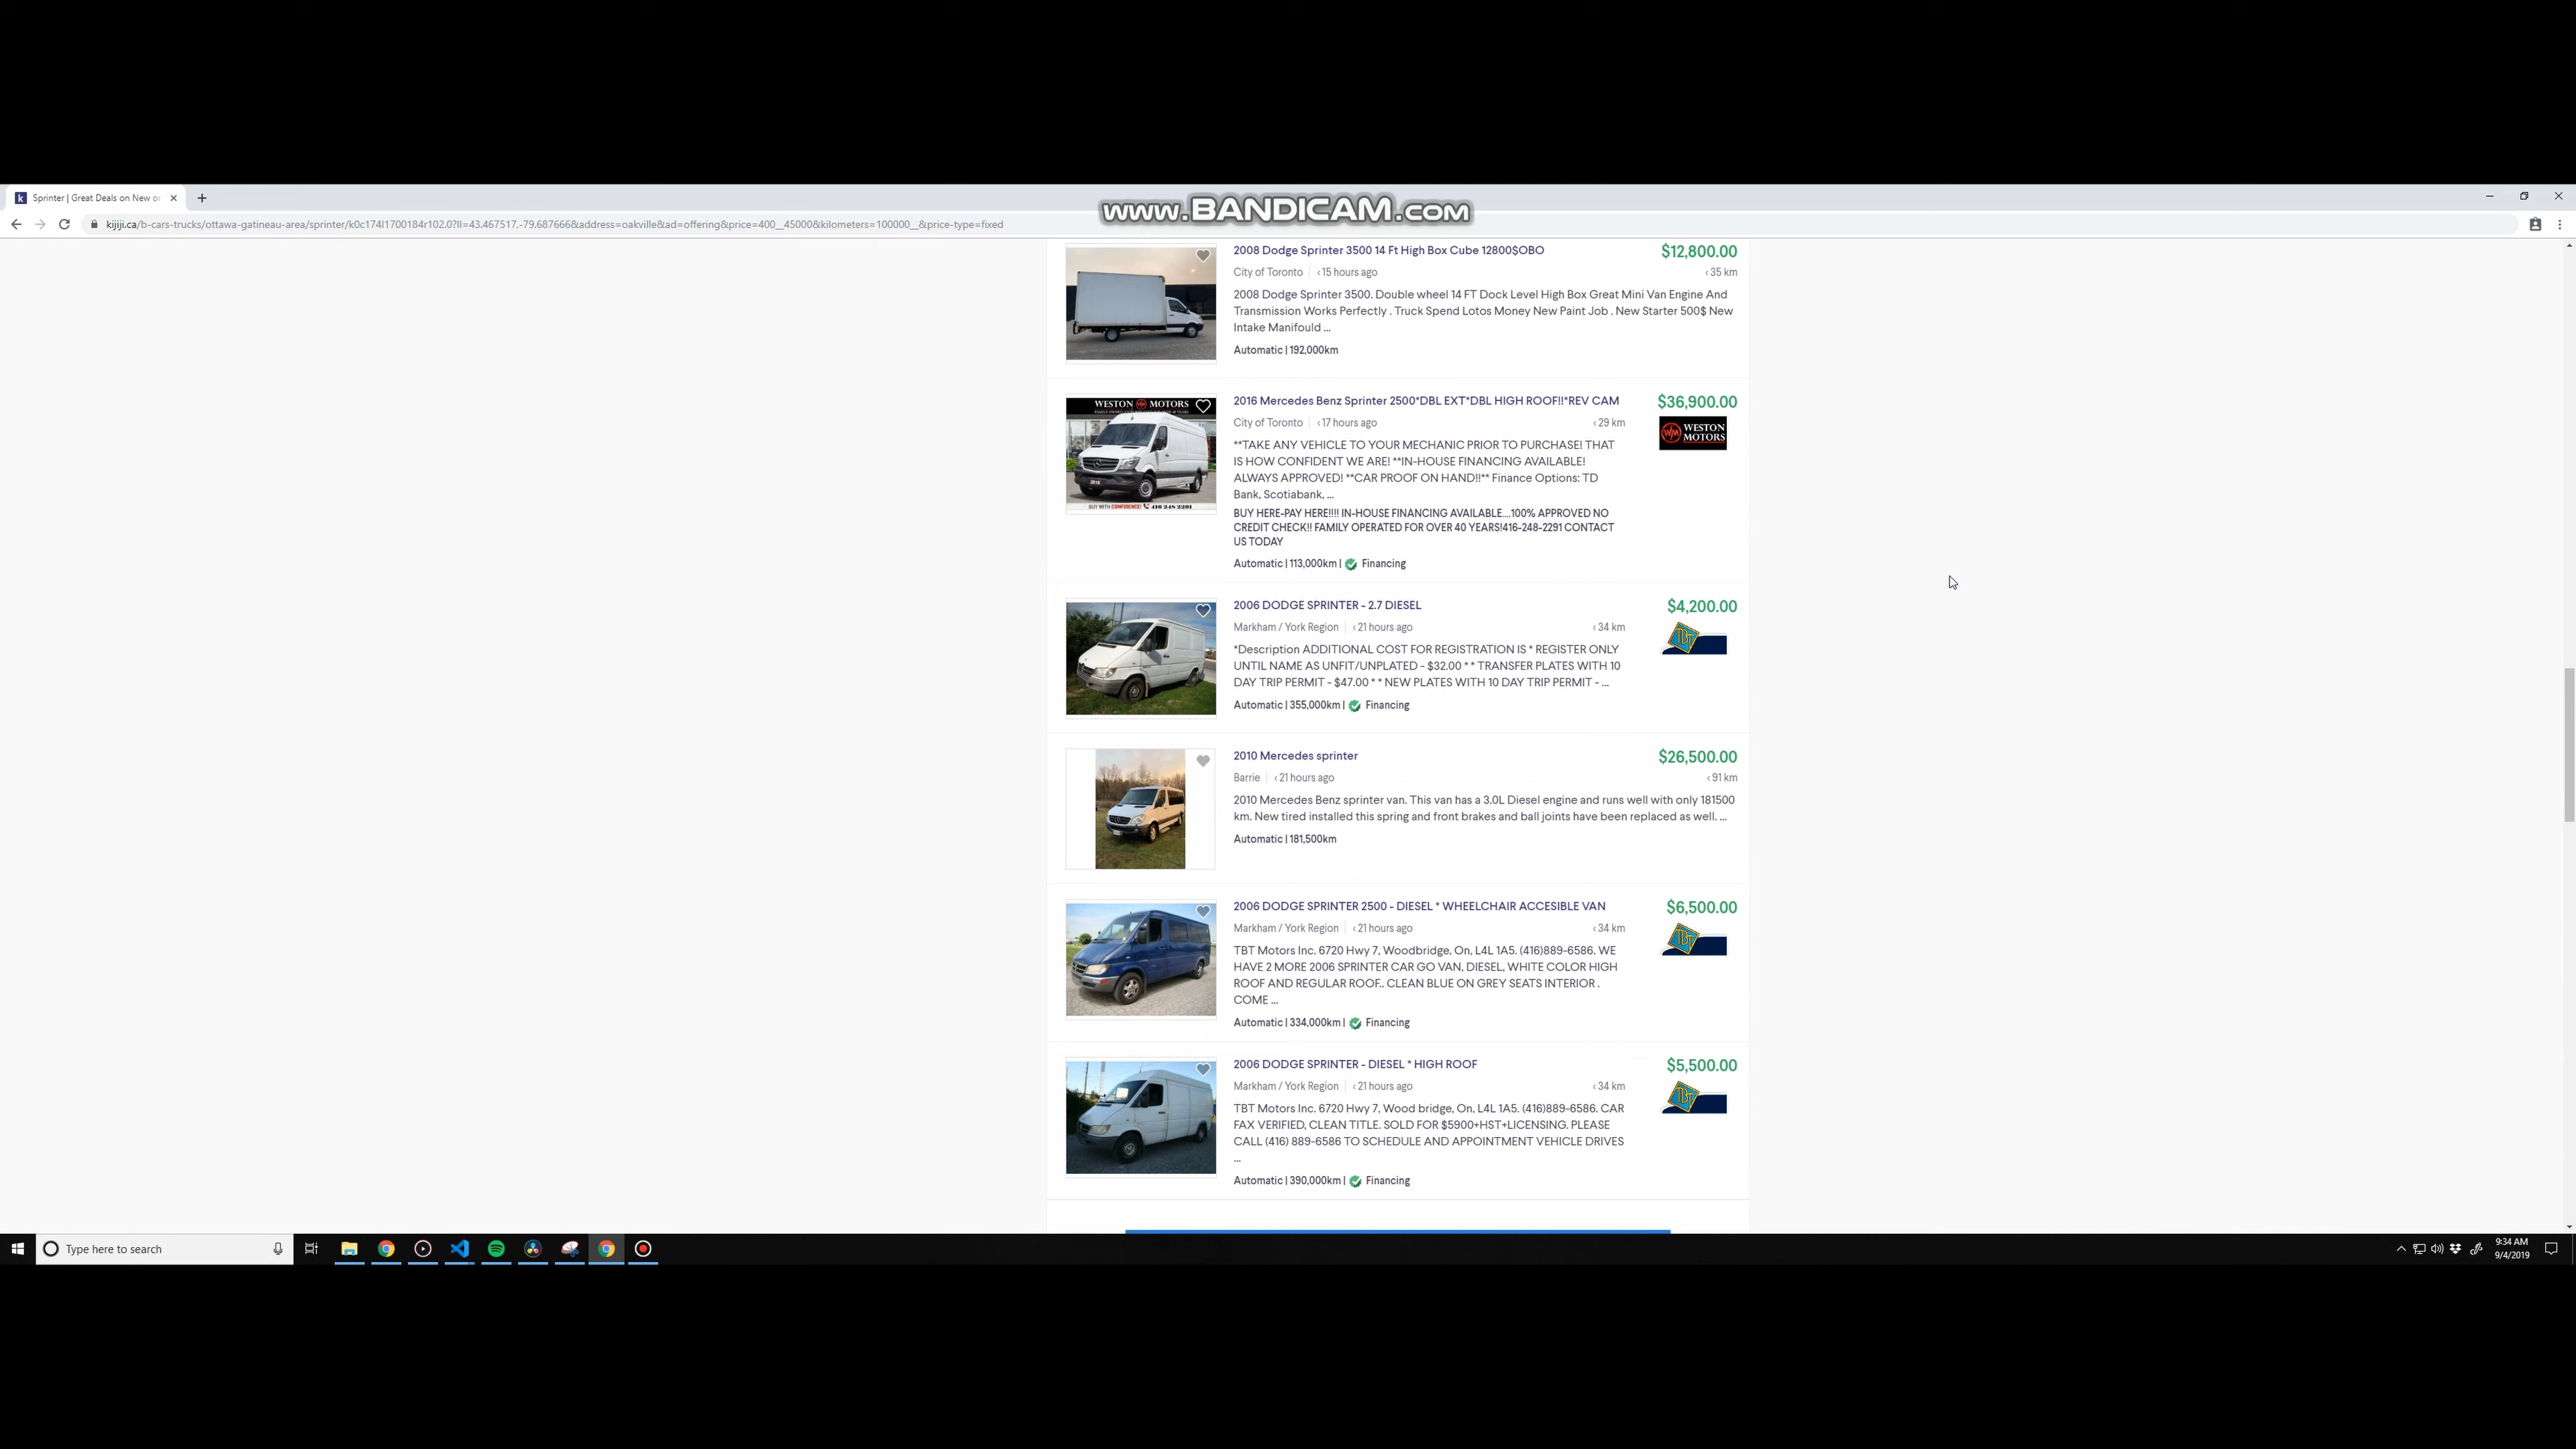 www.BANDICAM.com
Sprinter | Great Deals on New or
kijiji.ca/b-cars-trucks/ottawa-gatineau-area/sprinter/k0c174l1700184r102.0?ll=43.467517,-79.687666&address=oakville&ad=offering&price=400__45000&kilometers=100000__&price-type=fixed
2008 Dodge Sprinter 3500 14 Ft High Box Cube 12800$OBO
$12,800.00
City of Toronto
< 15 hours ago
< 35 km
2008 Dodge Sprinter 3500. Double wheel 14 FT Dock Level High Box Great Mini Van Engine And
Transmission Works Perfectly . Truck Spend Lotos Money New Paint Job . New Starter 500$ New
Intake Manifould ...
Automatic | 192,000km
WESTON MOTORS
2016
BUY WITH CONFIDENCE! 416 248 2291
2016 Mercedes Benz Sprinter 2500*DBL EXT*DBL HIGH ROOF!!*REV CAM
$36,900.00
City of Toronto
< 17 hours ago
< 29 km
WM WESTON
MOTORS
**TAKE ANY VEHICLE TO YOUR MECHANIC PRIOR TO PURCHASE! THAT
IS HOW CONFIDENT WE ARE! **IN-HOUSE FINANCING AVAILABLE!
ALWAYS APPROVED! **CAR PROOF ON HAND!!** Finance Options: TD
Bank, Scotiabank, ...
BUY HERE-PAY HERE!!!! IN-HOUSE FINANCING AVAILABLE....100% APPROVED NO
CREDIT CHECK!! FAMILY OPERATED FOR OVER 40 YEARS!416-248-2291 CONTACT
US TODAY
Automatic | 113,000km | Financing
2006 DODGE SPRINTER - 2.7 DIESEL
$4,200.00
Markham / York Region
< 21 hours ago
< 34 km
TBT
*Description ADDITIONAL COST FOR REGISTRATION IS * REGISTER ONLY
UNTIL NAME AS UNFIT/UNPLATED - $32.00 * * TRANSFER PLATES WITH 10
DAY TRIP PERMIT - $47.00 * * NEW PLATES WITH 10 DAY TRIP PERMIT - ...
Automatic | 355,000km | Financing
2010 Mercedes sprinter
$26,500.00
Barrie
< 21 hours ago
< 91 km
2010 Mercedes Benz sprinter van. This van has a 3.0L Diesel engine and runs well with only 181500
km. New tired installed this spring and front brakes and ball joints have been replaced as well. ...
Automatic | 181,500km
2006 DODGE SPRINTER 2500 - DIESEL * WHEELCHAIR ACCESIBLE VAN
$6,500.00
Markham / York Region
< 21 hours ago
< 34 km
TBT
TBT Motors Inc. 6720 Hwy 7, Woodbridge, On, L4L 1A5. (416)889-6586. WE
HAVE 2 MORE 2006 SPRINTER CAR GO VAN, DIESEL, WHITE COLOR HIGH
ROOF AND REGULAR ROOF.. CLEAN BLUE ON GREY SEATS INTERIOR .
COME ...
Automatic | 334,000km | Financing
2006 DODGE SPRINTER - DIESEL * HIGH ROOF
$5,500.00
Markham / York Region
< 21 hours ago
< 34 km
TBT
TBT Motors Inc. 6720 Hwy 7, Wood bridge, On, L4L 1A5. (416)889-6586. CAR
FAX VERIFIED, CLEAN TITLE. SOLD FOR $5900+HST+LICENSING. PLEASE
CALL (416) 889-6586 TO SCHEDULE AND APPOINTMENT VEHICLE DRIVES
...
Automatic | 390,000km | Financing
Type here to search
9:34 AM
9/4/2019